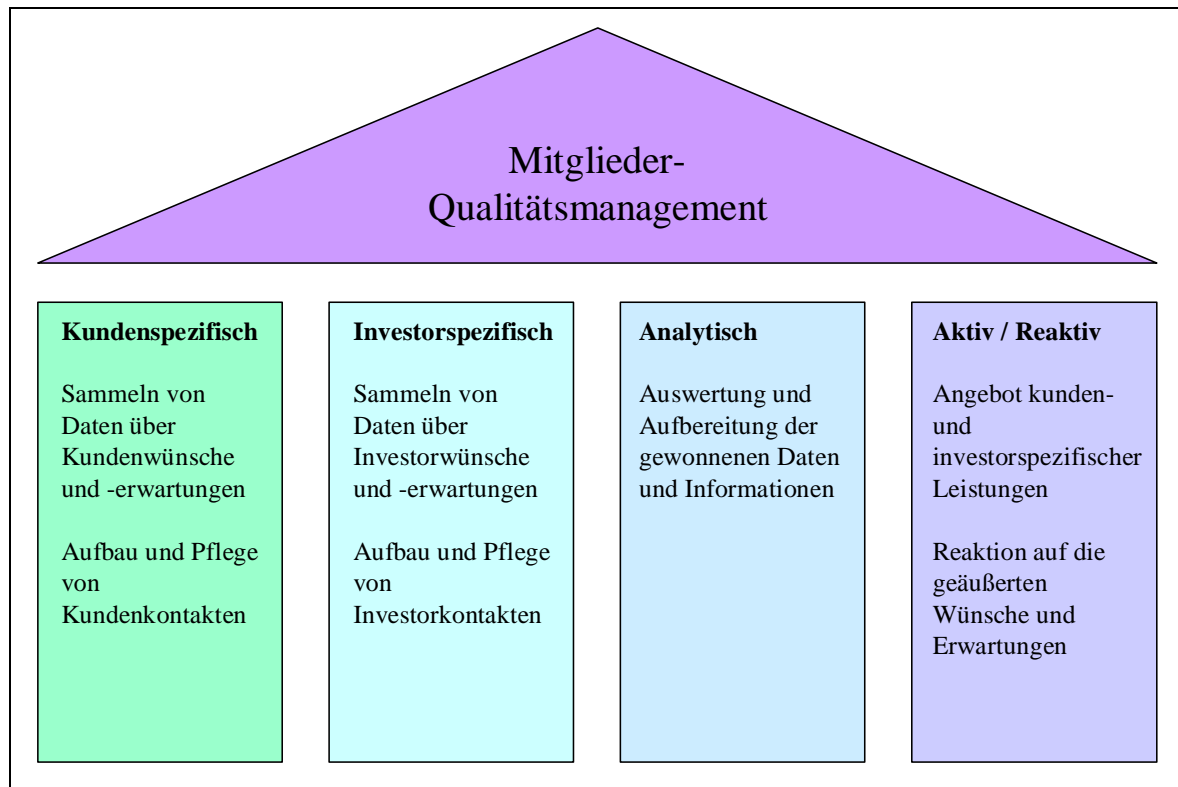 Mitglieder-
Qualitätsmanagement
Kundenspezifisch
Sammeln von
Daten über
Kundenwünsche
und -erwartungen
Aufbau und Pflege
von
Kundenkontakten
Investorspezifisch
Sammeln von
Daten über
Investorwünsche
und -erwartungen
Aufbau und Pflege
von
Investorkontakten
Analytisch
Auswertung und
Aufbereitung der
gewonnenen Daten
und Informationen
Aktiv / Reaktiv
Angebot kunden-
und
investorspezifischer
Leistungen
Reaktion auf die
geäußerten
Wünsche und
Erwartungen